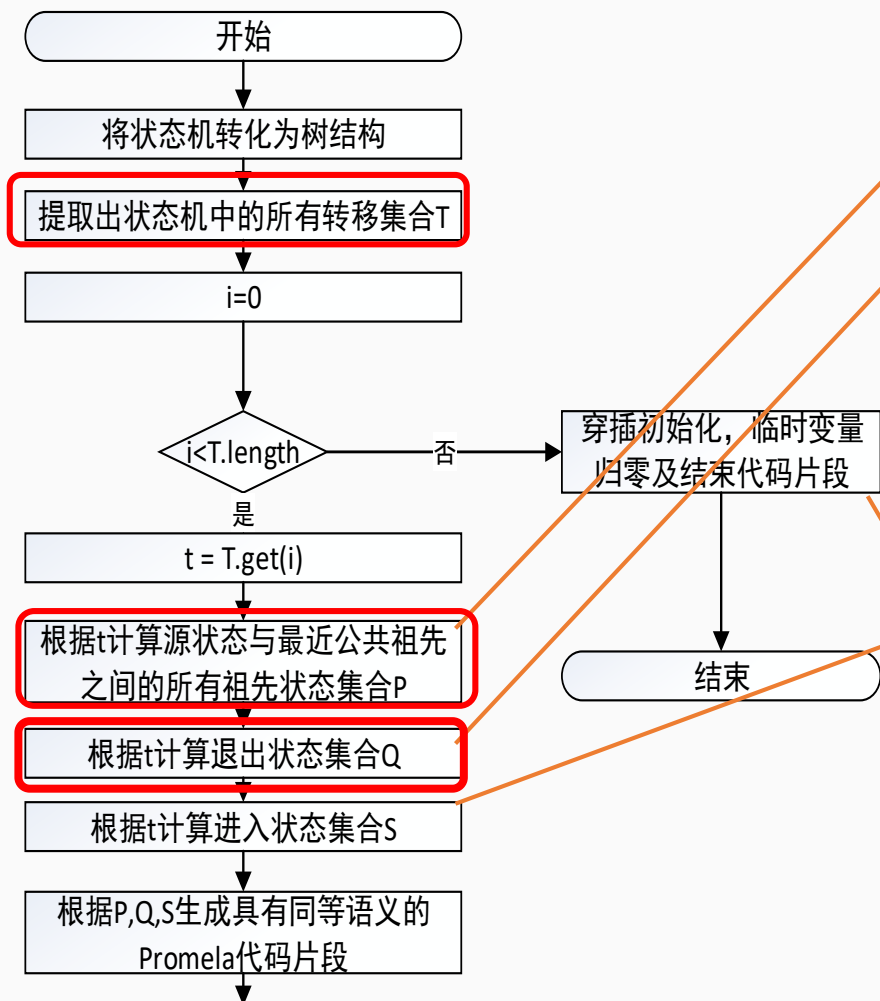 开始
将状态机转化为树结构
提取出状态机中的所有转移集合T
i=0
i<T.length
否
穿插初始化，临时变量
归零及结束代码片段
是
t = T.get(i)
根据t计算源状态与最近公共祖先
之间的所有祖先状态集合P
结束
根据t计算退出状态集合Q
根据t计算进入状态集合S
根据P,Q,S生成具有同等语义的
Promela代码片段